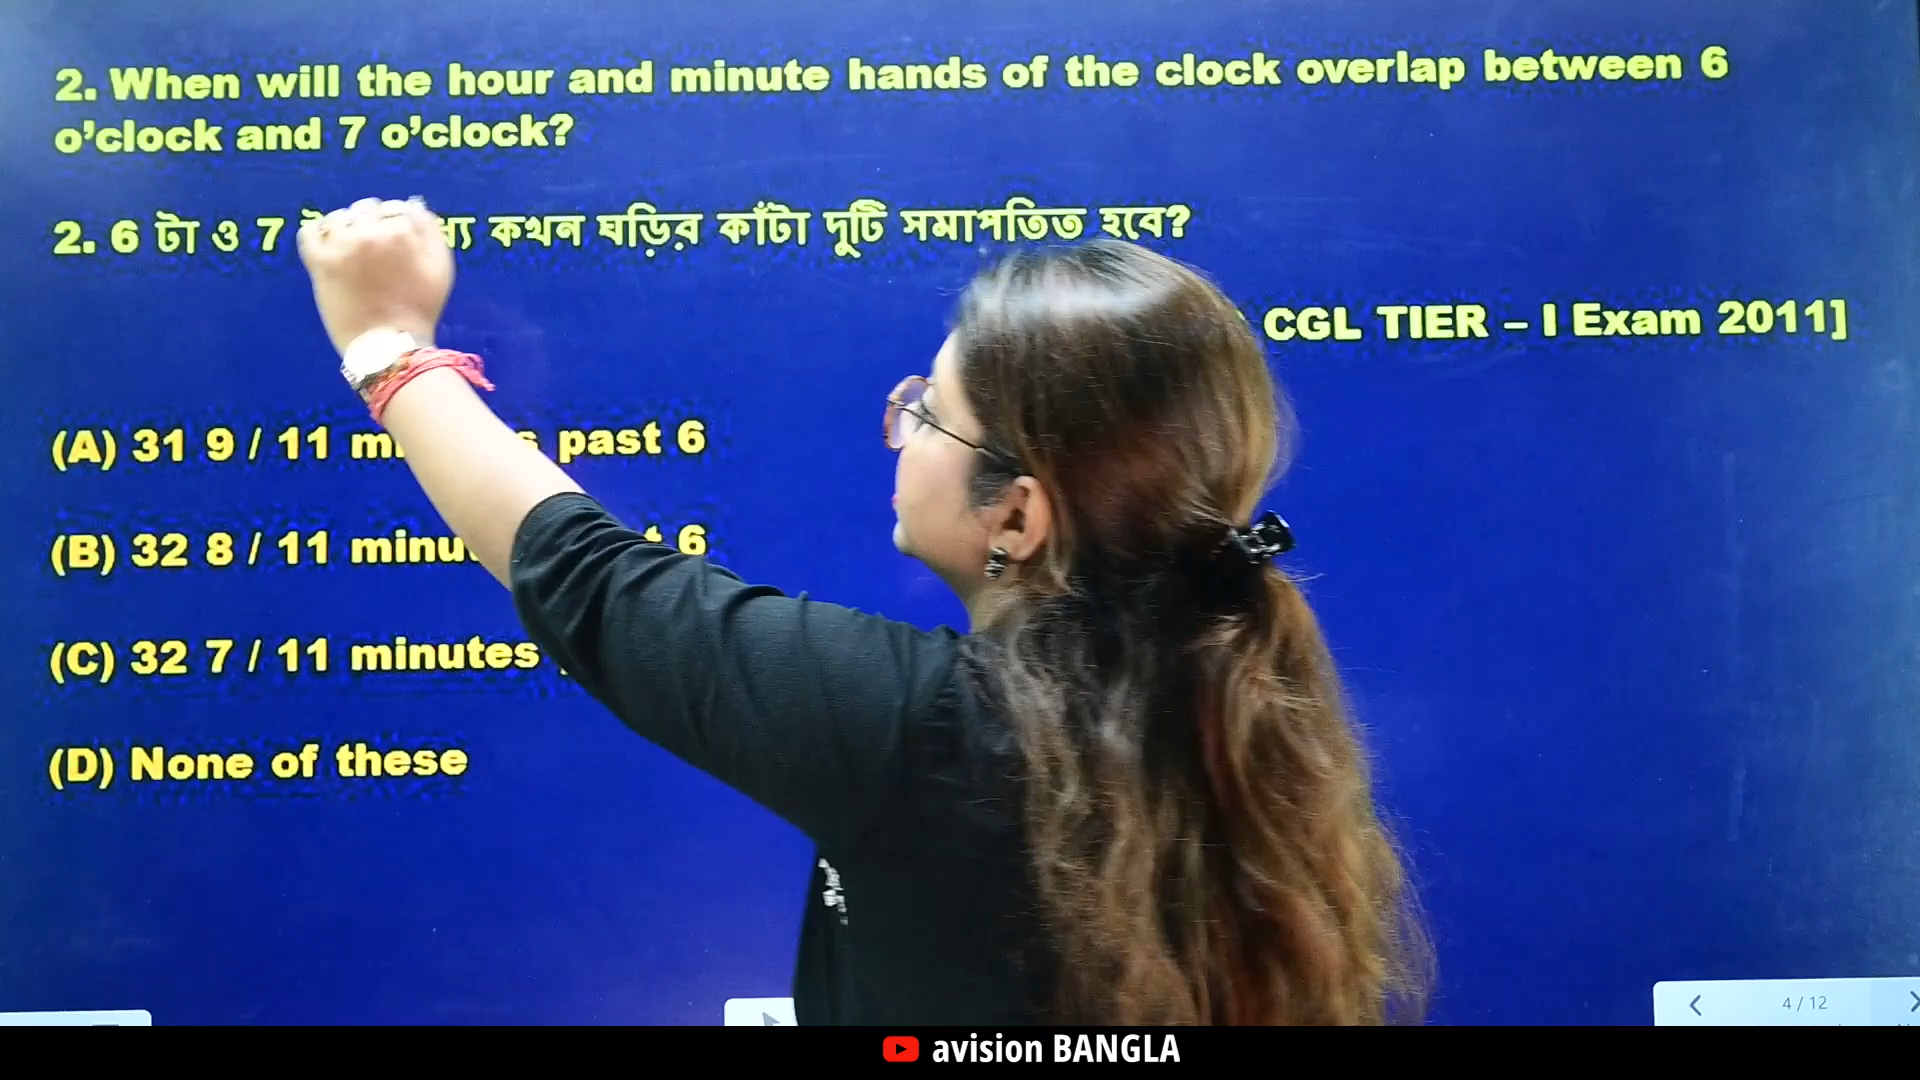 2. When will the hour and minute hands of the clock overlap between 6
o’clock and 7 o’clock?
2. 6 টা ও 7 কখন ঘড়ির কাঁটা দুটি সমাপতিত হবে?
CGL TIER – I Exam 2011]
(A) 31 9 / 11 past 6
(B) 32 8 / 11 6
(C) 32 7 / 11 minutes
(D) None of these
4 / 12
avision BANGLA